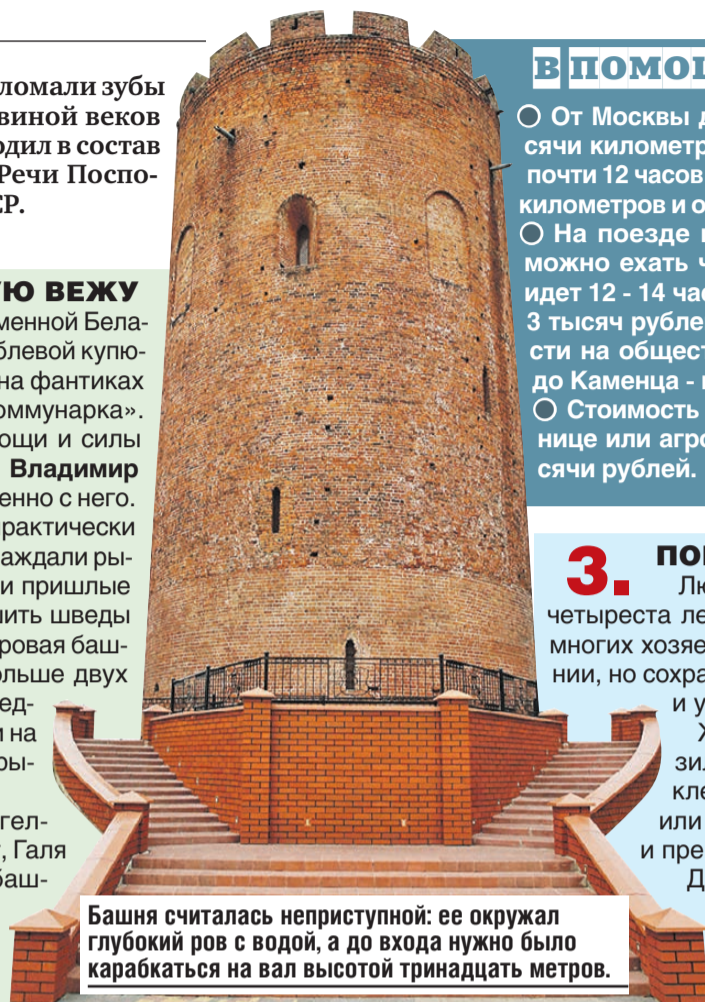 ломали зубы
виной веков
одил в состав
Речи Поспо-
ЕР.
УЮ ВЕЖУ
менной Бела-
блевой купю-
на фантиках
оммунарка».
ощи и силы
Владимир
енно с него.
рактически
аждали ры-
и пришлые
ить шведы
ровая баш-
ольше двух
ед-
и на
ры-
гел-
, Галя
баш-
В ПОМОЩ
От Москвы д
сячи километр
почти 12 часов
километров и о
На поезде
можно ехать ч
идет 12 - 14 час
3 тысяч рубле
сти на общест
до Каменца -
Стоимость
нице или агро
сячи рублей.
3. ПО
Лю
четыреста ле
многих хозяе
нии, но сохра
и у
Х
зил
кле
или
и пре
Д
Башня считалась неприступной: ее окружал
глубокий ров с водой, а до входа нужно было
карабкаться на вал высотой тринадцать метров.